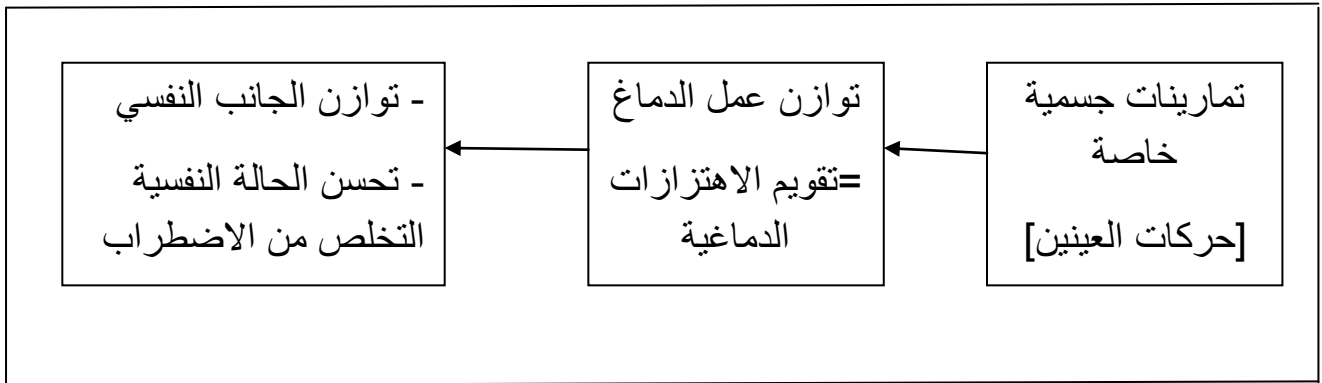 تمارينات جسمية
خاصة
[حركات العينين]
توازن عمل الدماغ
=تقويم الاهتزازات
الدماغية
- توازن الجانب النفسي
- تحسن الحالة النفسية
التخلص من الاضطراب